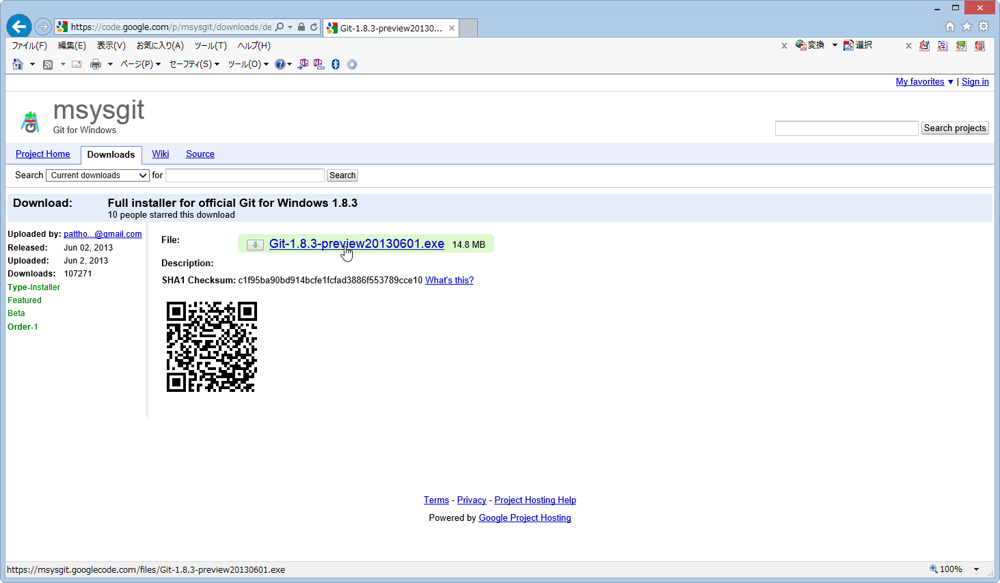 https://code.google.com/p/msysgit/downloads/de
Git-1.8.3-preview20130...
ファイル(F) 編集(E) 表示(V) お気に入り(A) ツール(T) ヘルプ(H)
x 変換 選択 x
ページ(P) セーフティ(S) ツール(O)
My favorites ▼ | Sign in
msysgit
Git for Windows
Search projects
Project Home Downloads Wiki Source
Search Current downloads for Search
Download: Full installer for official Git for Windows 1.8.3
10 people starred this download
Uploaded by: pattho...@gmail.com
Released: Jun 02, 2013
Uploaded: Jun 2, 2013
Downloads: 107271
Type-Installer
Featured
Beta
Order-1
File: Git-1.8.3-preview20130601.exe 14.8 MB
Description:
SHA1 Checksum: c1f95ba90bd914bcfe1fcfad3886f553789cce10 What's this?
Terms - Privacy - Project Hosting Help
Powered by Google Project Hosting
https://msysgit.googlecode.com/files/Git-1.8.3-preview20130601.exe
100%